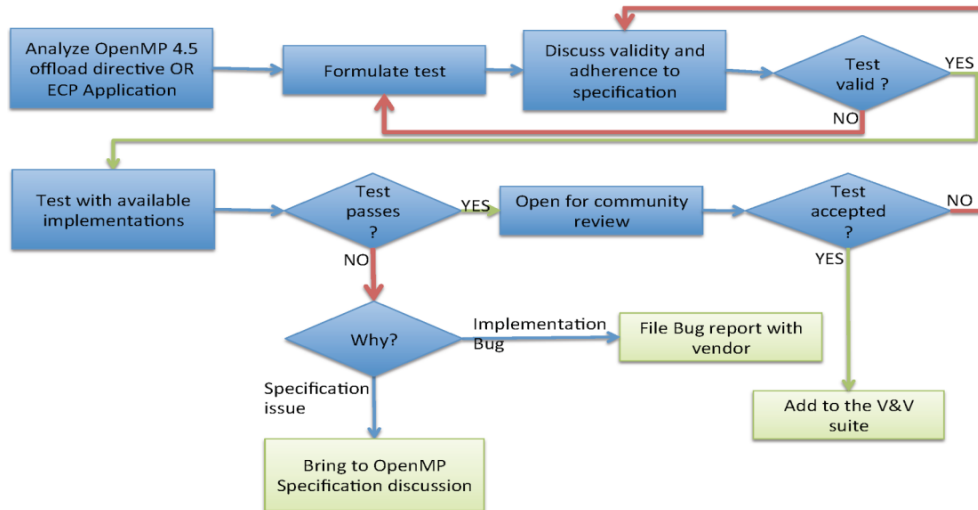 Analyze OpenMP 4.5
offload directive OR
ECP Application
Formulate test
Discuss validity and
adherence to
specification
Test
valid ?
YES
NO
Test with available
implementations
Test
passes
?
YES
NO
Open for community
review
Test
accepted
?
NO
YES
Why?
Implementation
Bug
File Bug report with
vendor
Specification
issue
Add to the V&V
suite
Bring to OpenMP
Specification discussion